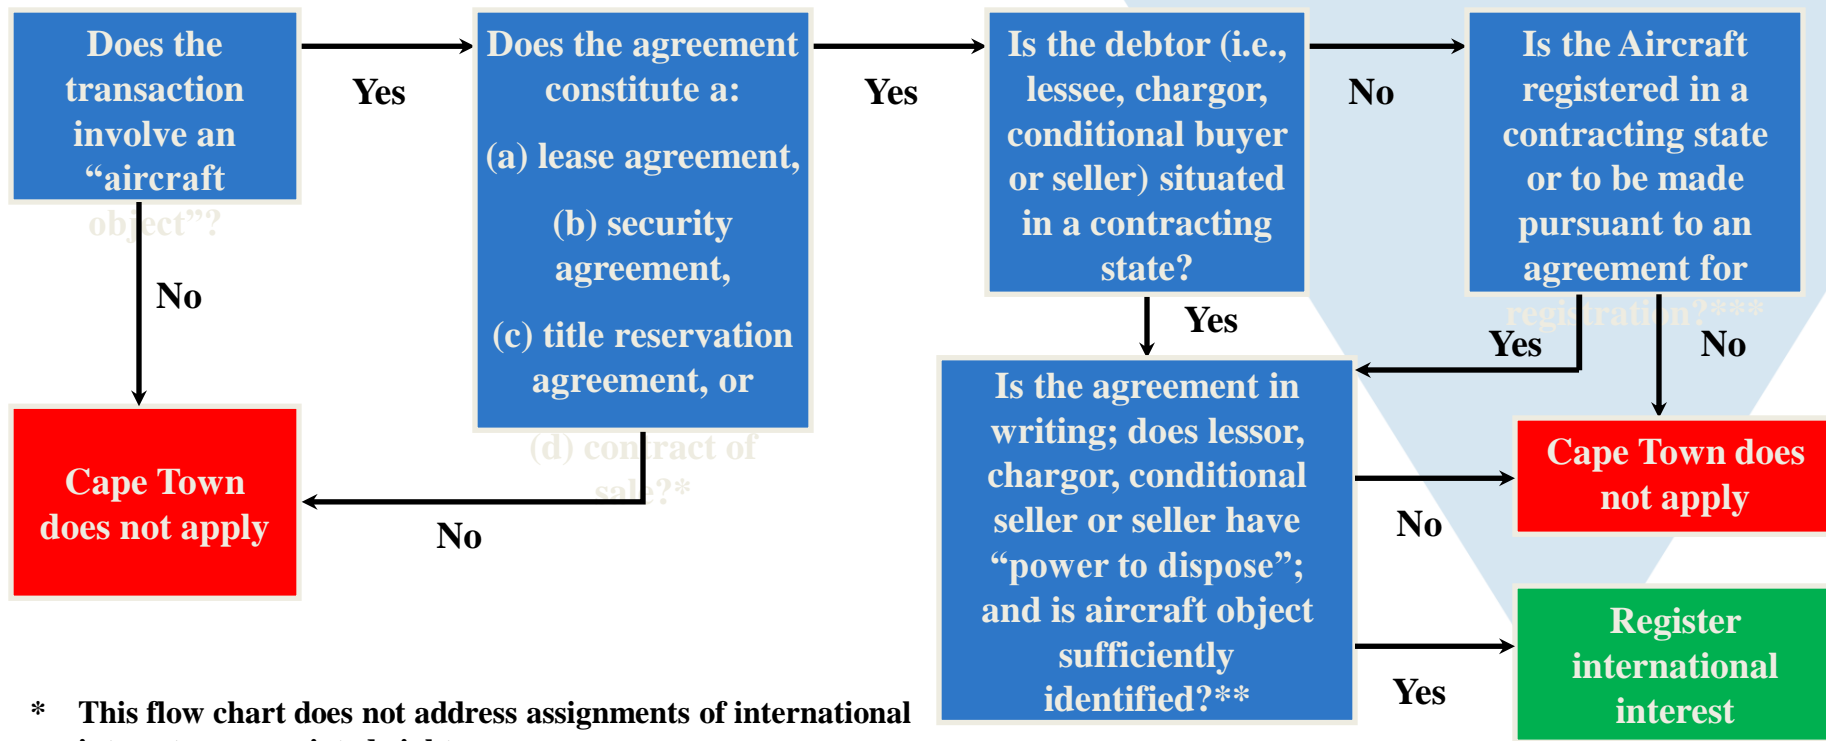 Does the
transaction
involve an
“aircraft
object”?
Yes
No
Does the agreement
constitute a:
(a) lease agreement,
(b) security
agreement,
(c) title reservation
agreement, or
(d) contract of
sale?*
Yes
No
Is the debtor (i.e.,
lessee, chargor,
conditional buyer
or seller) situated
in a contracting
state?
No
Yes
Is the Aircraft
registered in a
contracting state
or to be made
pursuant to an
agreement for
registration?***
Yes
No
Cape Town
does not apply
Is the agreement in
writing; does lessor,
chargor, conditional
seller or seller have
“power to dispose”;
and is aircraft object
sufficiently
identified?**
No
Yes
Cape Town does
not apply
Register
international
interest
* This flow chart does not address assignments of international